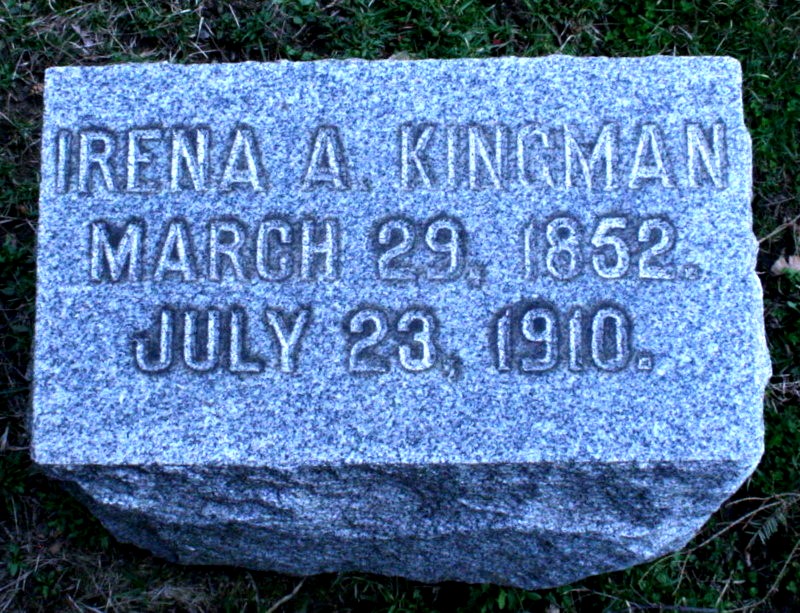 IRENA A. KINGMAN
MARCH 29, 1852.
JULY 23, 1910.